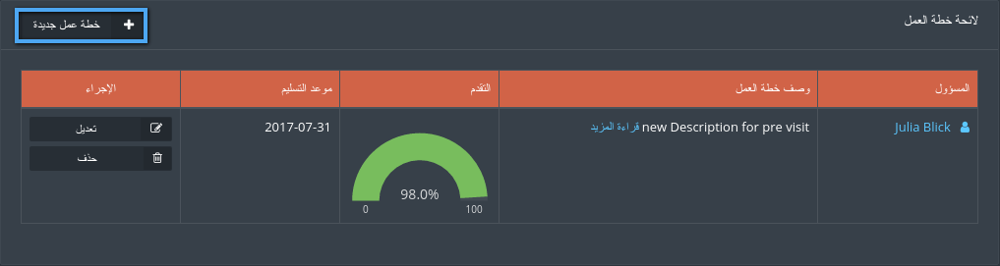 لائحة خطة العمل
خطة عمل جديدة
المسؤول
وصف خطة العمل
التقدم
موعد التسليم
الإجراء
Julia Blick
new Description for pre visit قراءة المزيد
98.0%
0
100
2017-07-31
تعديل
حذف